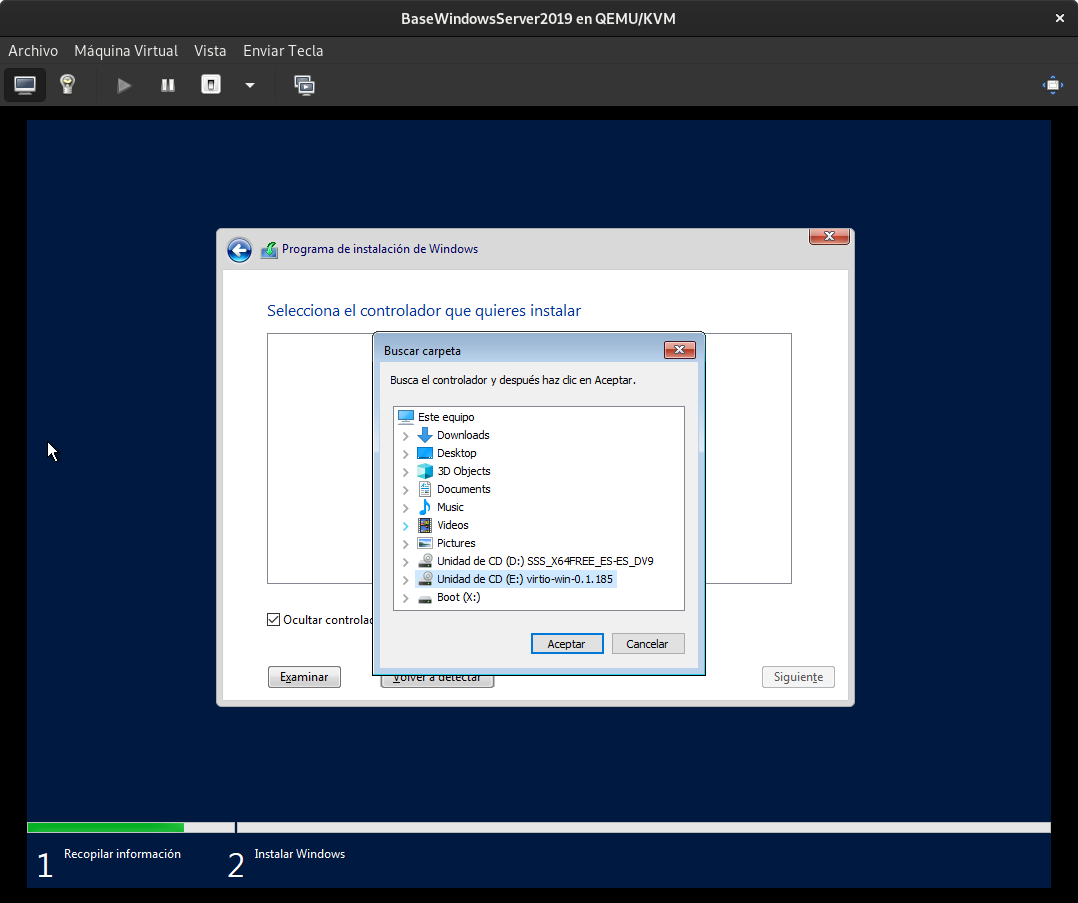 BaseWindowsServer2019 en QEMU/KVM
Archivo Máquina Virtual Vista Enviar Tecla
Programa de instalación de Windows
Selecciona el controlador que quieres instalar
Buscar carpeta
Busca el controlador y después haz clic en Aceptar.
Este equipo
Downloads
Desktop
3D Objects
Documents
Music
Videos
Pictures
Unidad de CD (D:) SSS_X64FREE_ES-ES_DV9
Unidad de CD (E:) virtio-win-0.1.185
Boot (X:)
Aceptar Cancelar
Ocultar controlad
Examinar Volver a detectar Siguiente
1 Recopilar información 2 Instalar Windows